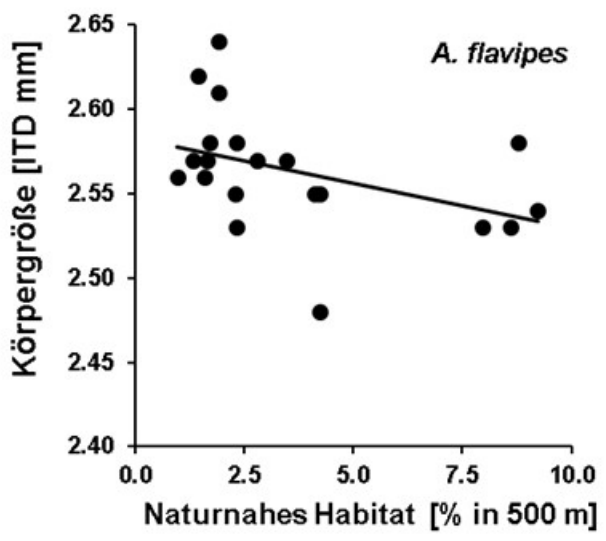 2.65
A. flavipes
2.60
2.55
2.50
2.45
2.40
Körpergröße [ITD mm]
0.0 2.5 5.0 7.5 10.0
Naturnahes Habitat [% in 500 m]